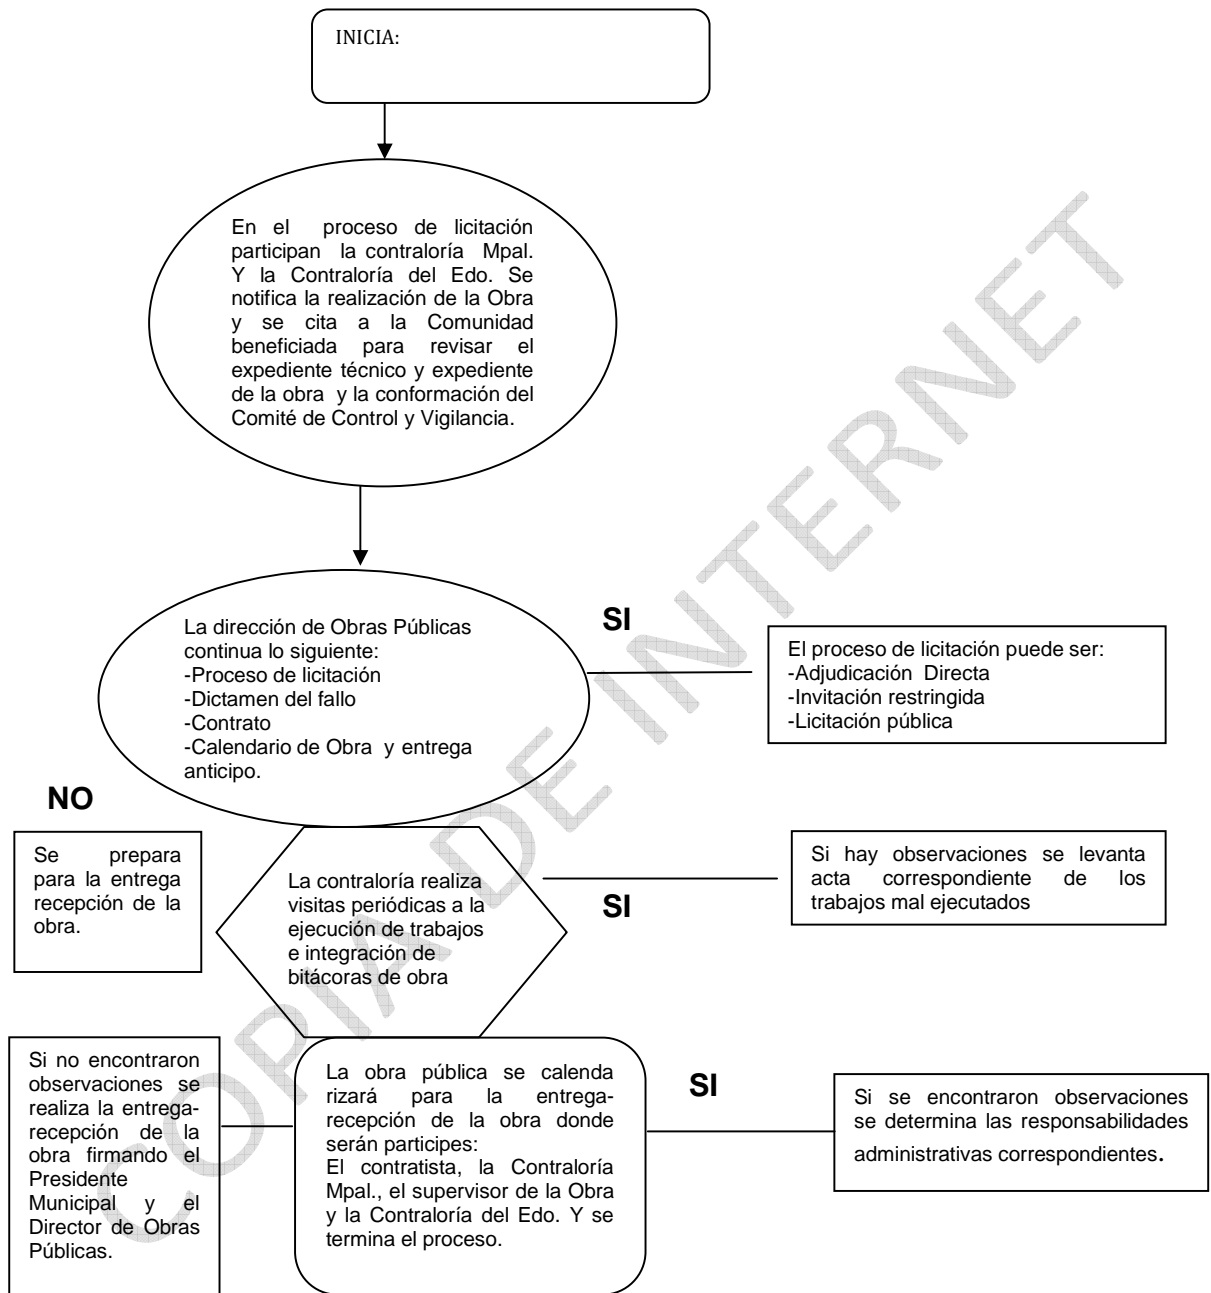 INICIA:
En el proceso de licitación
participan la contraloría Mpal.
Y la Contraloría del Edo. Se
notifica la realización de la Obra
y se cita a la Comunidad
beneficiada para revisar el
expediente técnico y expediente
de la obra y la conformación del
Comité de Control y Vigilancia.
La dirección de Obras Públicas
continua lo siguiente:
-Proceso de licitación
-Dictamen del fallo
-Contrato
-Calendario de Obra y entrega
anticipo.
SI
El proceso de licitación puede ser:
-Adjudicación Directa
-Invitación restringida
-Licitación pública
NO
Se prepara
para la entrega
recepción de la
obra.
La contraloría realiza
visitas periódicas a la
ejecución de trabajos
e integración de
bitácoras de obra
SI
Si hay observaciones se levanta
acta correspondiente de los
trabajos mal ejecutados
Si no encontraron
observaciones se
realiza la entrega-
recepción de la
obra firmando el
Presidente
Municipal y el
Director de Obras
Públicas.
La obra pública se calenda
rizará para la entrega-
recepción de la obra donde
serán participes:
El contratista, la Contraloría
Mpal., el supervisor de la Obra
y la Contraloría del Edo. Y se
termina el proceso.
SI
Si se encontraron observaciones
se determina las responsabilidades
administrativas correspondientes.
COPIA DE INTERNET